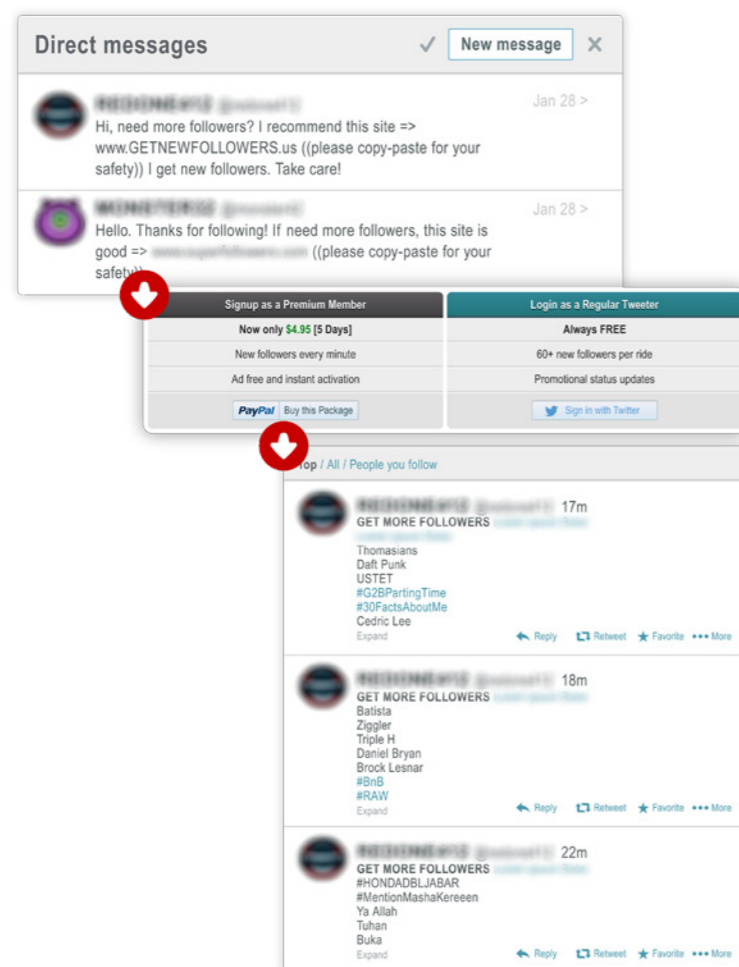 Direct messages
New message
Jan 28 >
Hi, need more followers? I recommend this site =>
www.GETNEWFOLLOWERS.us ((please copy-paste for your
safety)) I get new followers. Take care!
Jan 28 >
Hello. Thanks for following! If need more followers, this site is
good => ((please copy-paste for your
safety))
Signup as a Premium Member
Now only $4.95 [5 Days]
New followers every minute
Ad free and instant activation
PayPal Buy this Package
Login as a Regular Tweeter
Always FREE
60+ new followers per ride
Promotional status updates
Sign in with Twitter
Top / All / People you follow
17m
GET MORE FOLLOWERS
Thomasians
Daft Punk
USTET
#G2BPartingTime
#30FactsAboutMe
Cedric Lee
Expand Reply Retweet Favorite More
18m
GET MORE FOLLOWERS
Batista
Ziggler
Triple H
Daniel Bryan
Brock Lesnar
#BnB
#RAW
Expand Reply Retweet Favorite More
22m
GET MORE FOLLOWERS
#HONDADBLJABAR
#MentionMashaKereeen
Ya Allah
Tuhan
Buka
Expand Reply Retweet Favorite More